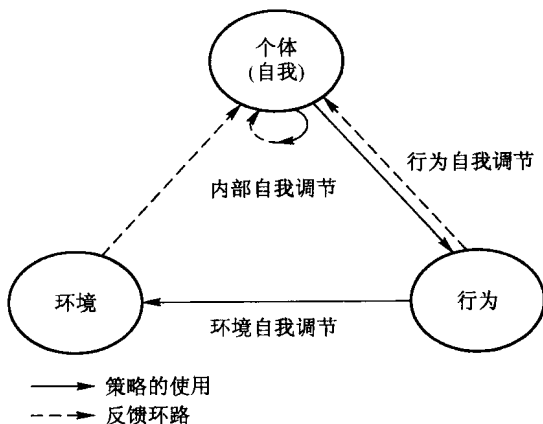 个体
(自我)
行为自我调节
内部自我调节
环境
行为
环境自我调节
策略的使用
反馈环路